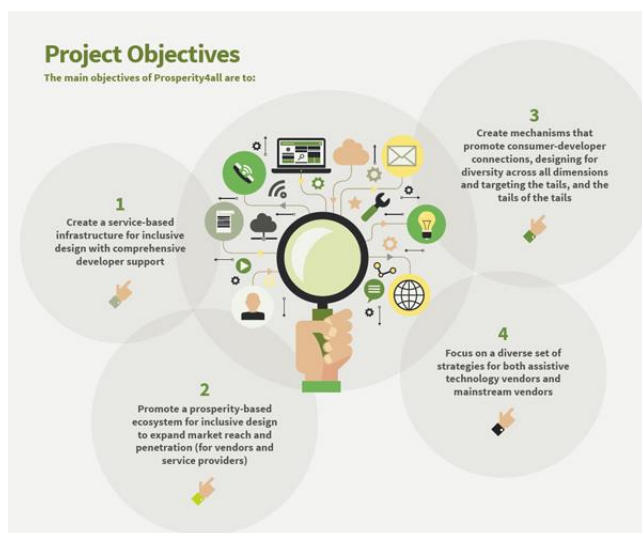 Project Objectives
The main objectives of Prosperity4all are to:
1
Create a service-based
infrastructure for inclusive
design with comprehensive
developer support
2
Promote a prosperity-based
ecosystem for inclusive design
to expand market reach and
penetration (for vendors and
service providers)
3
Create mechanisms that
promote consumer-developer
connections, designing for
diversity across all dimensions
and targeting the tails, and the
tails of the tails
4
Focus on a diverse set of
strategies for both assistive
technology vendors and
mainstream vendors